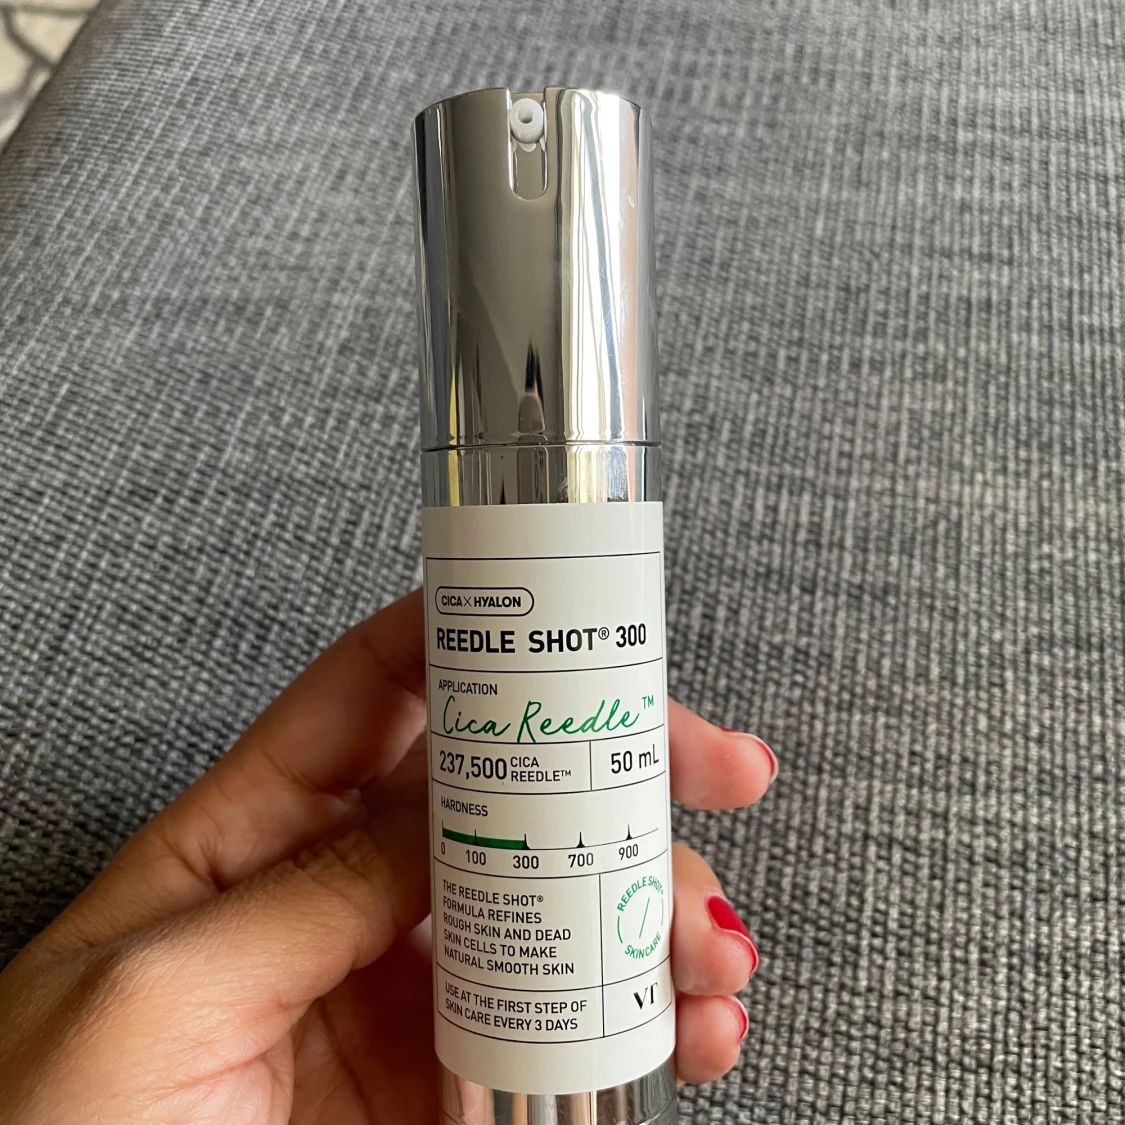 CICA×HYALON
REEDLE SHOT® 300
APPLICATION
Cica Reedle™
237,500 CICA REEDLE™
50 mL
HARDNESS
0 100 300 700 900
THE REEDLE SHOT®
FORMULA REFINES
ROUGH SKIN AND DEAD
SKIN CELLS TO MAKE
NATURAL SMOOTH SKIN
REEDLE SHOT®
SKINCARE
USE AT THE FIRST STEP OF
SKIN CARE EVERY 3 DAYS
VT